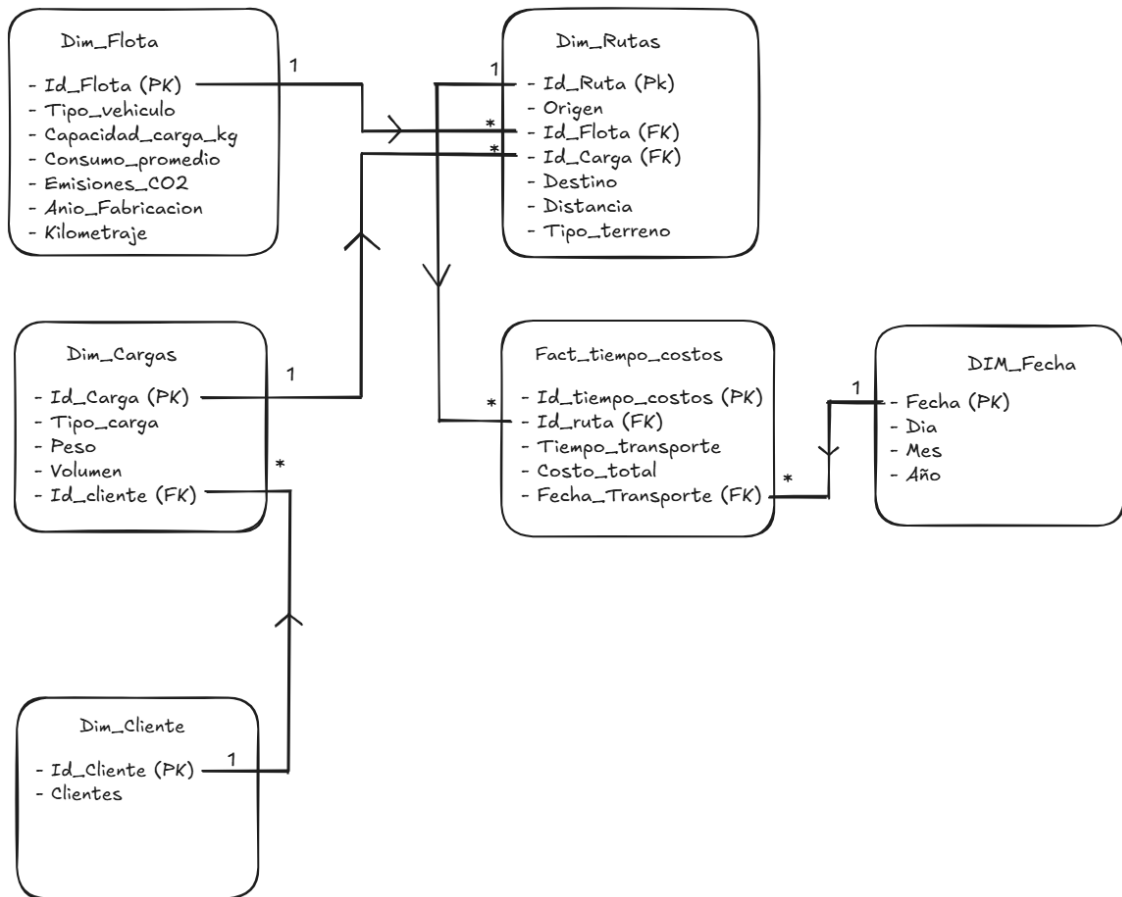 Dim_Flota
1
- Id_Flota (PK)
- Tipo_vehiculo
- Capacidad_carga_kg
- Consumo_promedio
- Emisiones_CO2
- Anio_Fabricacion
- Kilometraje
Dim_Rutas
1
- Id_Ruta (Pk)
- Origen
*
- Id_Flota (FK)
*
- Id_Carga (FK)
- Destino
- Distancia
- Tipo_terreno
Dim_Cargas
1
- Id_Carga (PK)
- Tipo_carga
- Peso
- Volumen
*
- Id_cliente (FK)
Fact_tiempo_costos
- Id_tiempo_costos (PK)
*
- Id_ruta (FK)
- Tiempo_transporte
- Costo_total
- Fecha_Transporte (FK)
*
DIM_Fecha
1
- Fecha (PK)
- Dia
- Mes
- Año
Dim_Cliente
1
- Id_Cliente (PK)
- Clientes